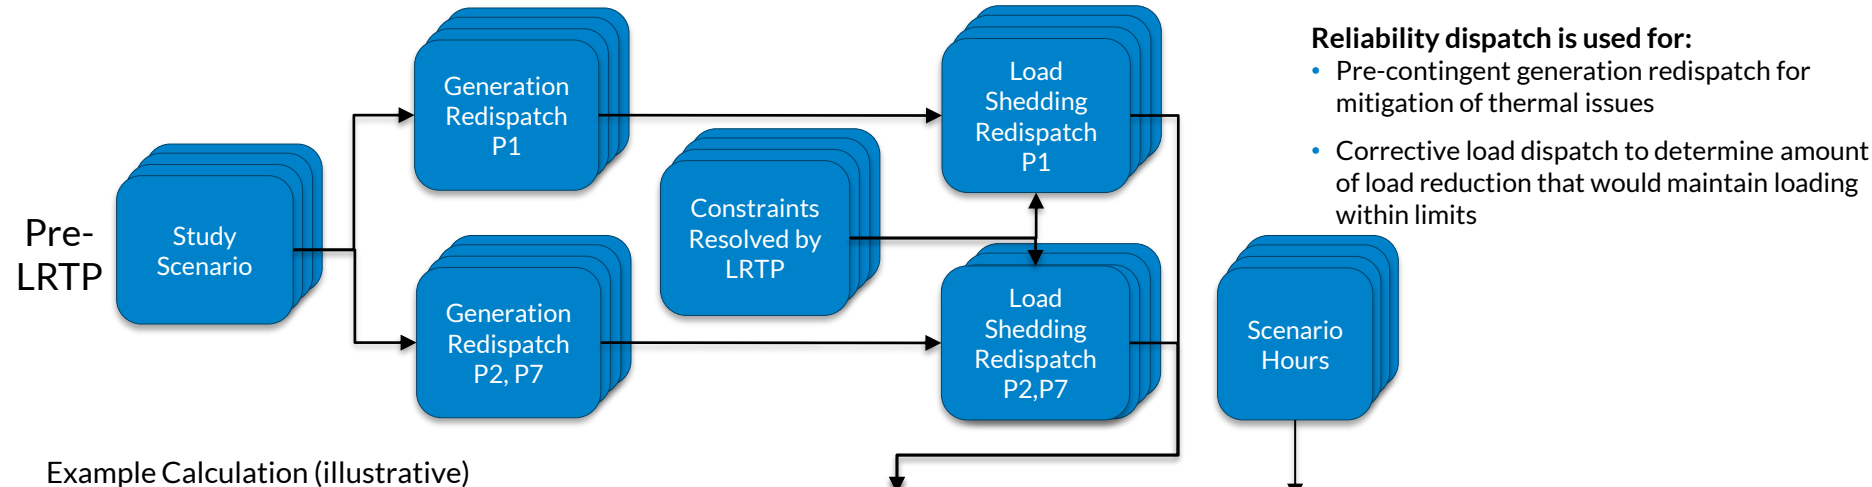 Pre-
LRTP
Study
Scenario
Generation
Redispatch
P1
Generation
Redispatch
P2, P7
Constraints
Resolved by
LRTP
Load
Shedding
Redispatch
P1
Load
Shedding
Redispatch
P2,P7
Scenario
Hours
Reliability dispatch is used for:
• Pre-contingent generation redispatch for
mitigation of thermal issues
• Corrective load dispatch to determine amount
of load reduction that would maintain loading
within limits
Example Calculation (illustrative)